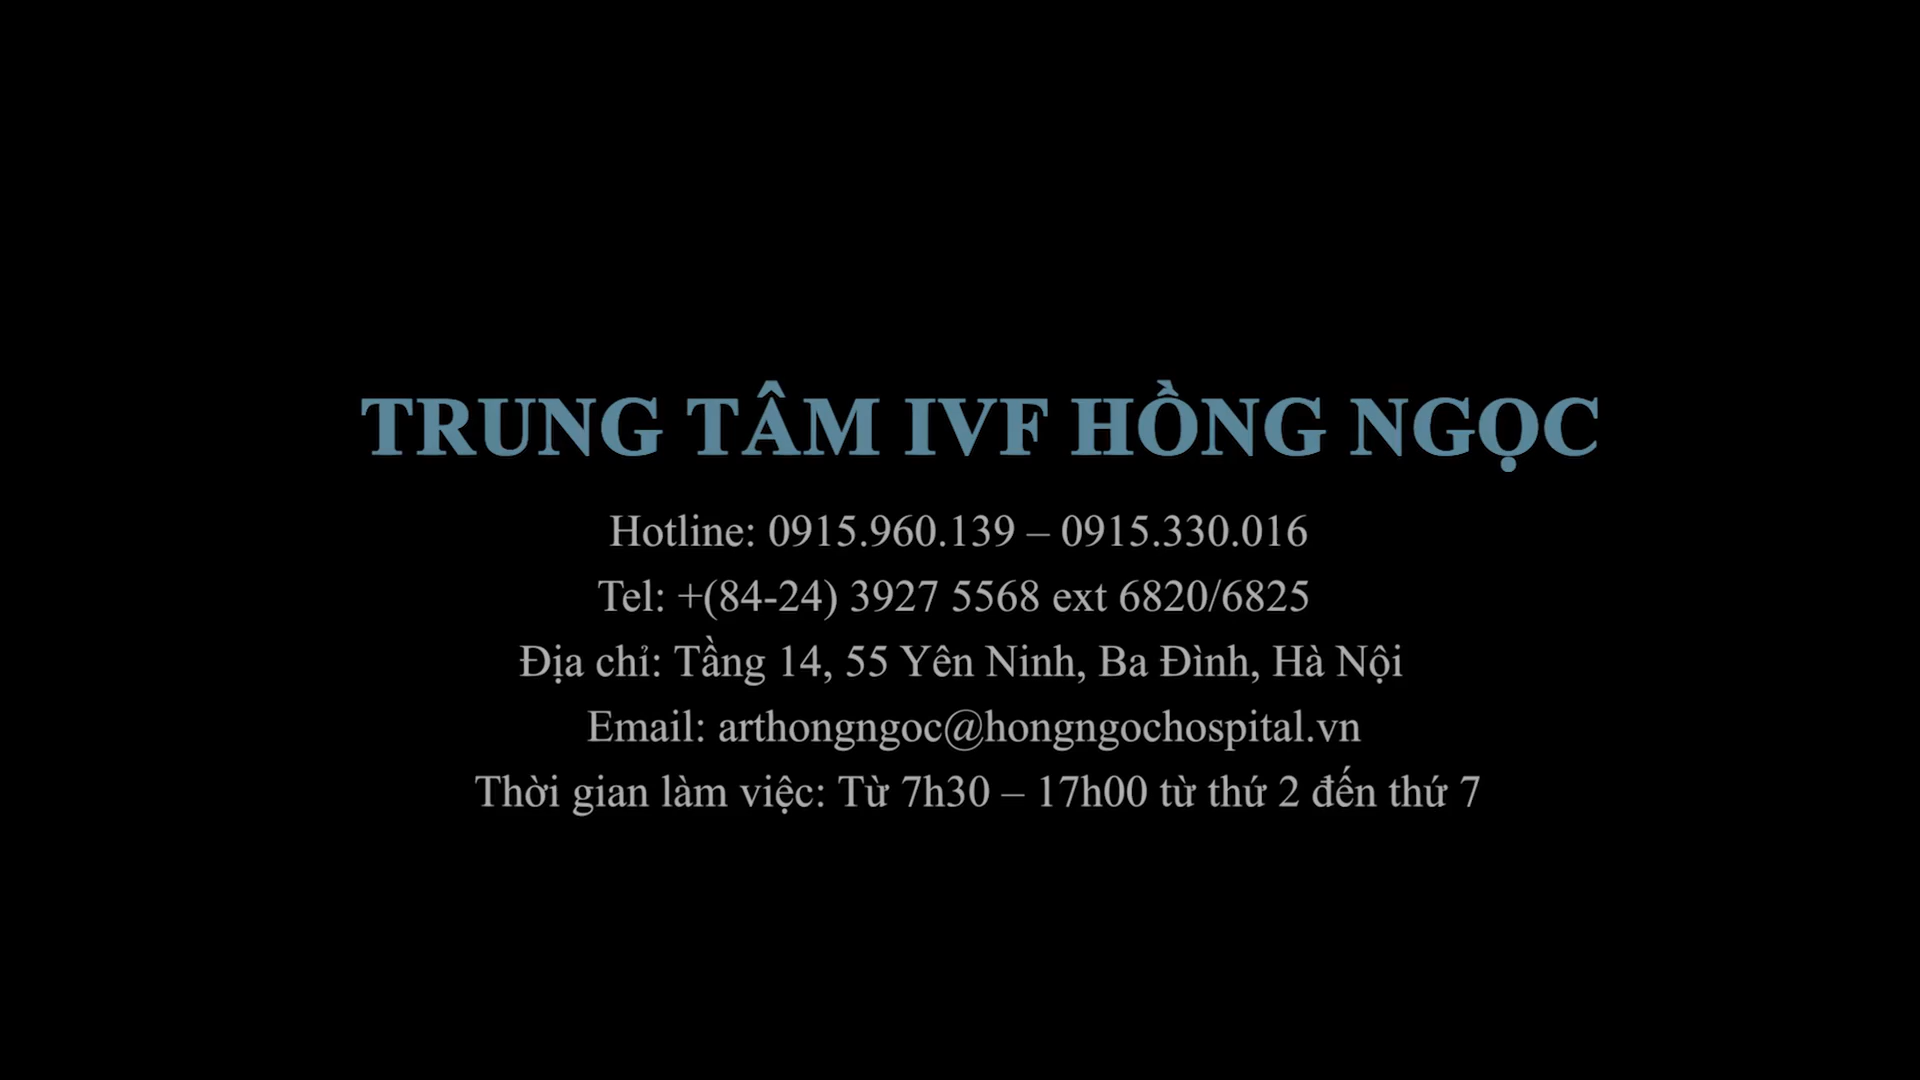 TRUNG TÂM IVF HỒNG NGỌC
Hotline: 0915.960.139 – 0915.330.016
Tel: +(84-24) 3927 5568 ext 6820/6825
Địa chỉ: Tầng 14, 55 Yên Ninh, Ba Đình, Hà Nội
Email: arthongngoc@hongngochospital.vn
Thời gian làm việc: Từ 7h30 – 17h00 từ thứ 2 đến thứ 7